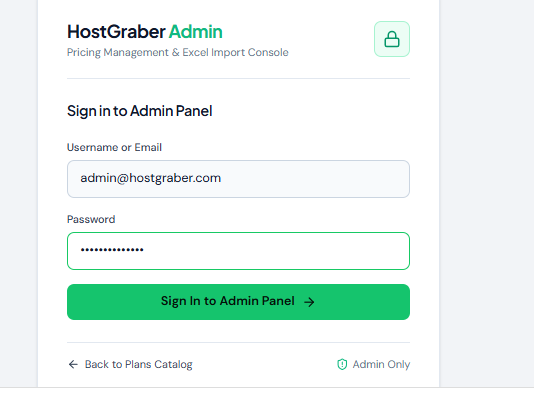 HostGraber Admin
Pricing Management & Excel Import Console
Sign in to Admin Panel
Username or Email
admin@hostgraber.com
Password
••••••••••••••
Sign In to Admin Panel →
← Back to Plans Catalog
Admin Only